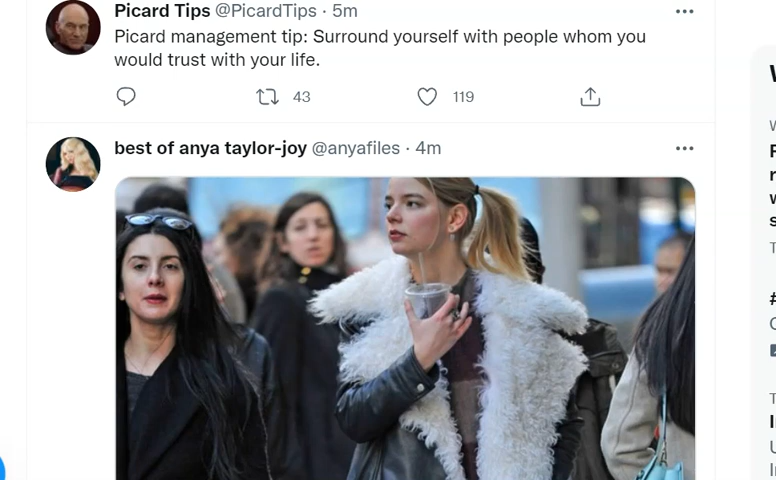 Picard Tips @PicardTips · 5m
Picard management tip: Surround yourself with people whom you
would trust with your life.
43 119
best of anya taylor-joy @anyafiles · 4m
#